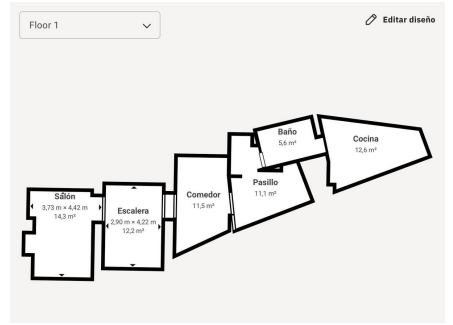 Floor 1
Editar diseño
Baño
5,6 m²
Cocina
12,6 m²
Pasillo
11,1 m²
Comedor
11,5 m²
Salón
3,73 m × 4,42 m
14,3 m²
Escalera
2,90 m × 4,22 m
12,2 m²